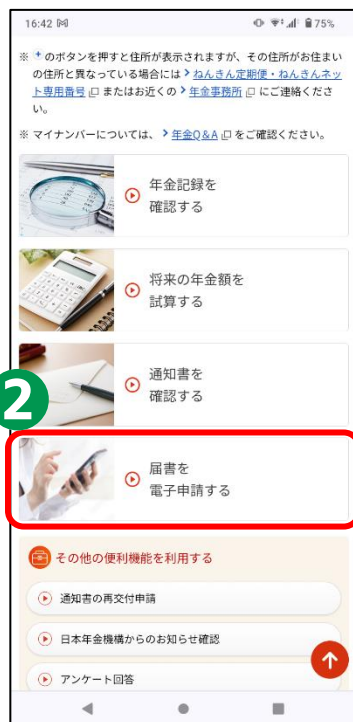 16:42
75%
※ + のボタンを押すと住所が表示されますが、その住所がお住まい
の住所と異なっている場合には ねんきん定期便・ねんきんネッ
ト専用番号 またはお近くの 年金事務所 にご連絡くださ
い。
※ マイナンバーについては、 年金Q&A をご確認ください。
年金記録を
確認する
将来の年金額を
試算する
通知書を
確認する
2
届書を
電子申請する
その他の便利機能を利用する
通知書の再交付申請
日本年金機構からのお知らせ確認
アンケート回答